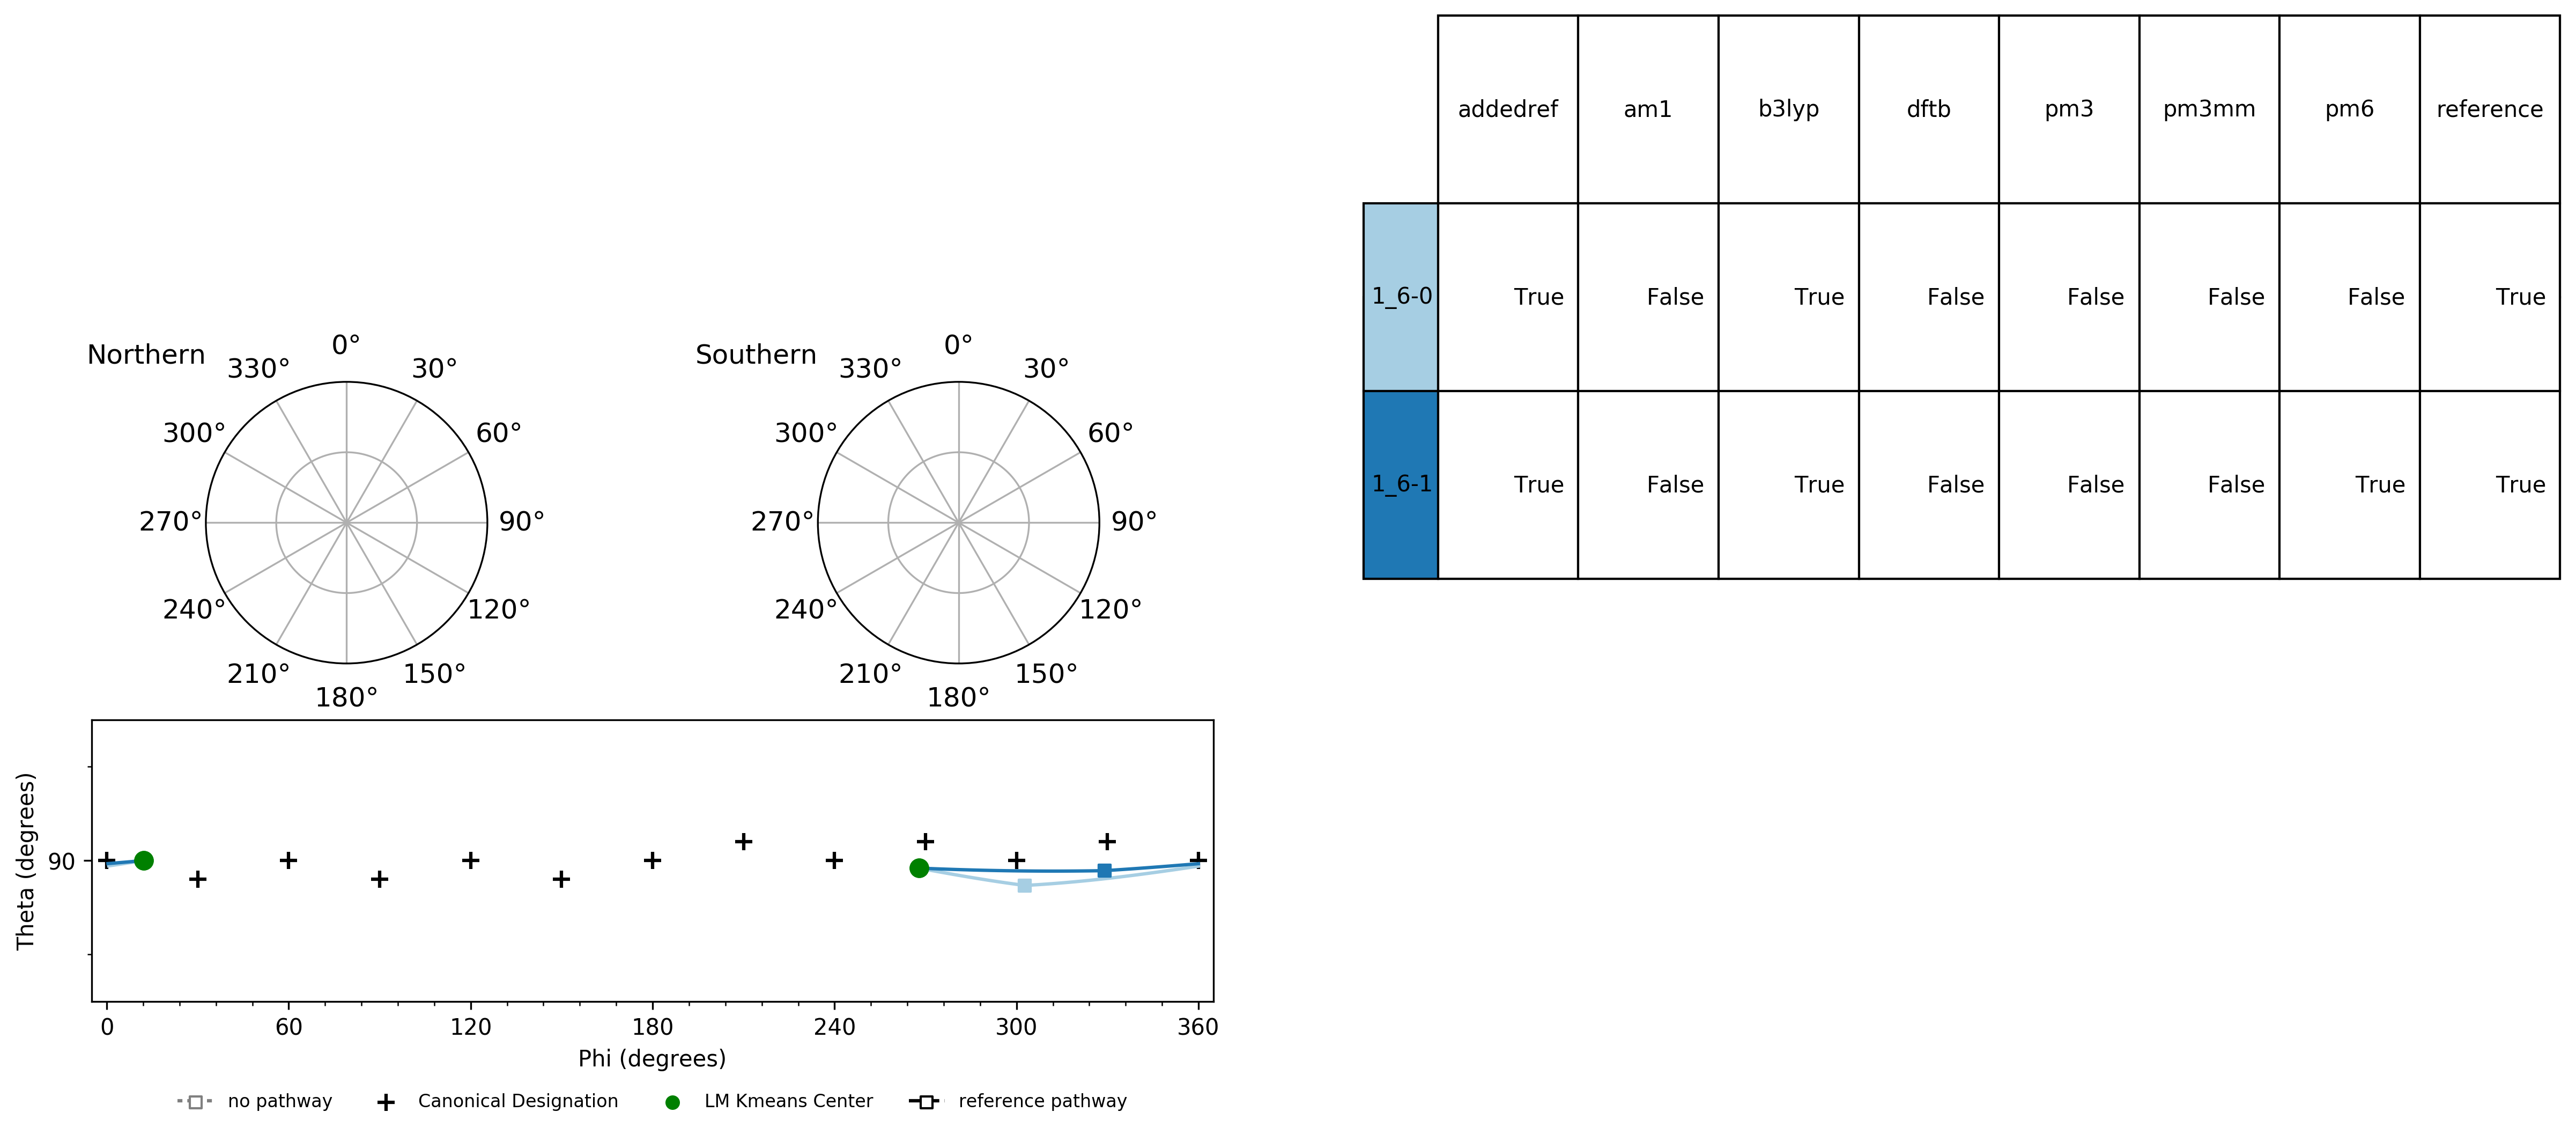 addedref am1 b3lyp dftb pm3 pm3mm pm6 reference
1_6-0 True False True False False False False True
1_6-1 True False True False False False True True
Northern
0°
30°
60°
90°
120°
150°
180°
210°
240°
270°
300°
330°
Southern
0°
30°
60°
90°
120°
150°
180°
210°
240°
270°
300°
330°
Theta (degrees)
90
0 60 120 180 240 300 360
Phi (degrees)
no pathway Canonical Designation LM Kmeans Center reference pathway